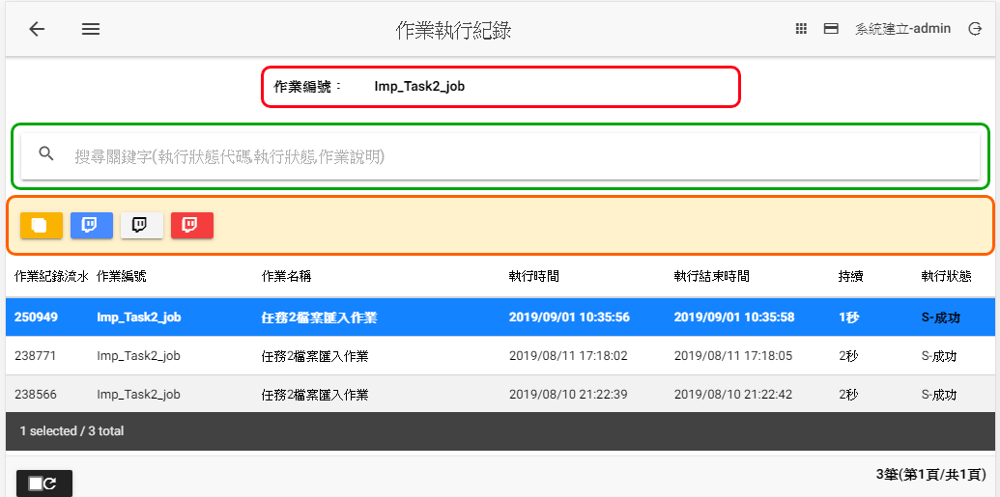 作業執行紀錄
系統建立-admin
作業編號： Imp_Task2_job
搜尋關鍵字(執行狀態代碼,執行狀態,作業說明)
作業紀錄流水 作業編號 作業名稱 執行時間 執行結束時間 持續 執行狀態
250949 Imp_Task2_job 任務2檔案匯入作業 2019/09/01 10:35:56 2019/09/01 10:35:58 1秒 S-成功
238771 Imp_Task2_job 任務2檔案匯入作業 2019/08/11 17:18:02 2019/08/11 17:18:05 2秒 S-成功
238566 Imp_Task2_job 任務2檔案匯入作業 2019/08/10 21:22:39 2019/08/10 21:22:42 2秒 S-成功
1 selected / 3 total
3筆(第1頁/共1頁)